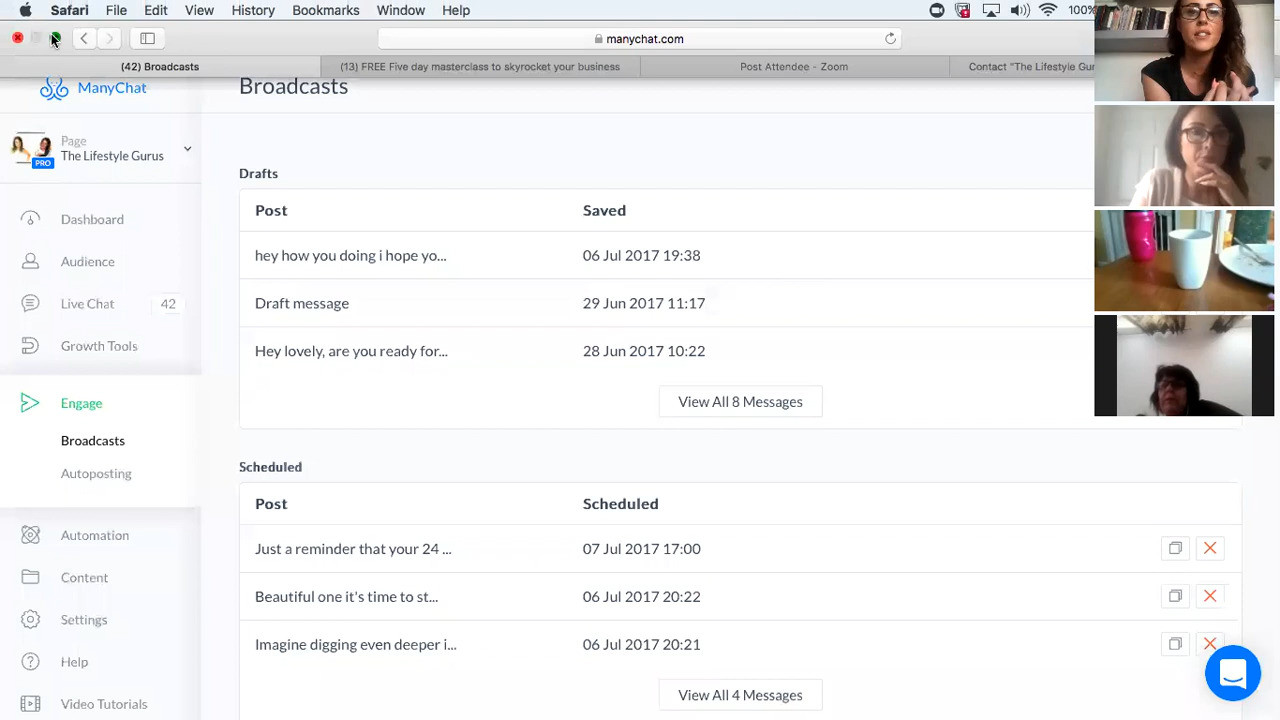 Safari File Edit View History Bookmarks Window Help 100%
manychat.com
(42) Broadcasts (13) FREE Five day masterclass to skyrocket your business Post Attendee - Zoom Contact "The Lifestyle Gu
ManyChat
Broadcasts
Page
The Lifestyle Gurus
PRO
Dashboard
Audience
Live Chat 42
Growth Tools
Engage
Broadcasts
Autoposting
Automation
Content
Settings
Help
Video Tutorials
Drafts
Post Saved
hey how you doing i hope yo... 06 Jul 2017 19:38
Draft message 29 Jun 2017 11:17
Hey lovely, are you ready for... 28 Jun 2017 10:22
View All 8 Messages
Scheduled
Post Scheduled
Just a reminder that your 24 ... 07 Jul 2017 17:00
Beautiful one it's time to st... 06 Jul 2017 20:22
Imagine digging even deeper i... 06 Jul 2017 20:21
View All 4 Messages